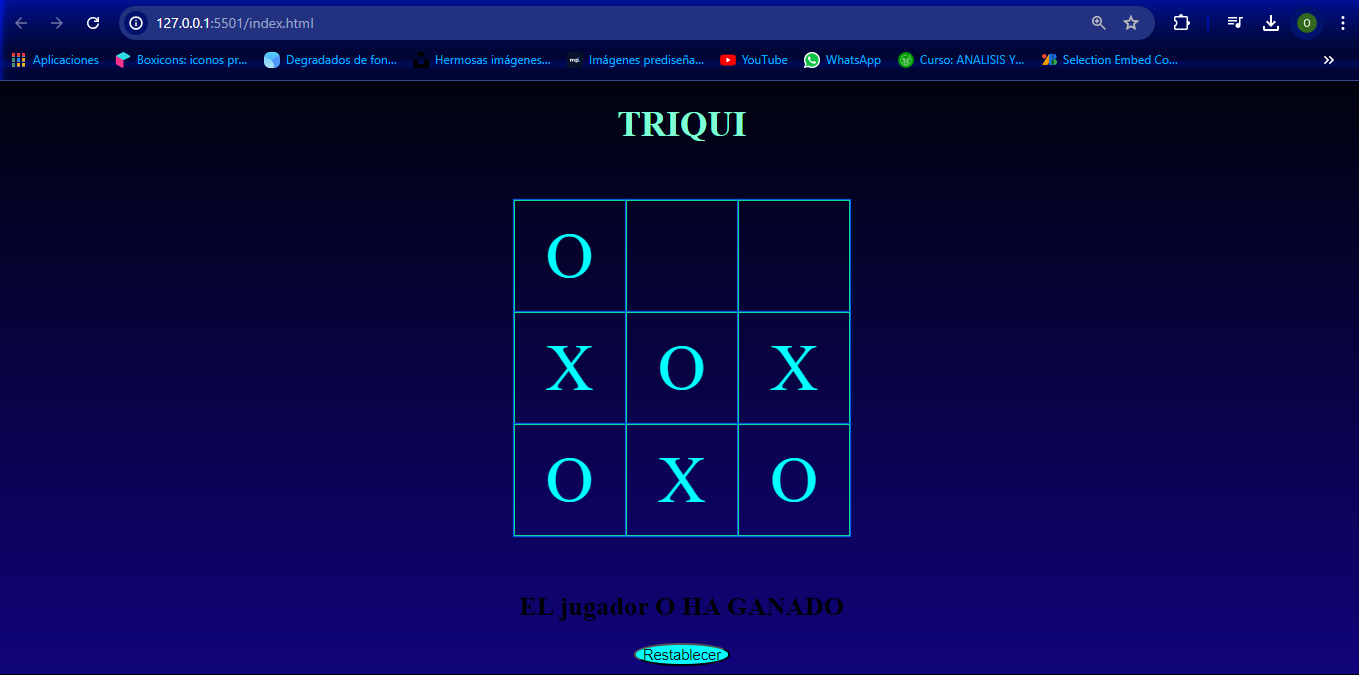 127.0.0.1:5501/index.html
O
Aplicaciones Boxicons: iconos pr... Degradados de fon... Hermosas imágenes... Imágenes prediseña... YouTube WhatsApp Curso: ANALISIS Y... Selection Embed Co... »
TRIQUI
O
X O X
O X O
EL jugador O HA GANADO
Restablecer